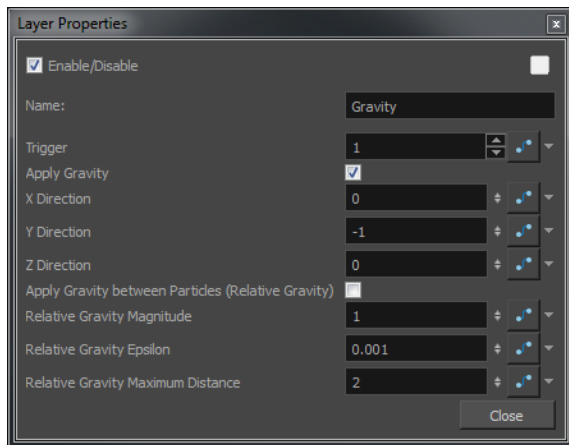 Layer Properties
Enable/Disable
Name: Gravity
Trigger 1
Apply Gravity
X Direction 0
Y Direction -1
Z Direction 0
Apply Gravity between Particles (Relative Gravity)
Relative Gravity Magnitude 1
Relative Gravity Epsilon 0.001
Relative Gravity Maximum Distance 2
Close